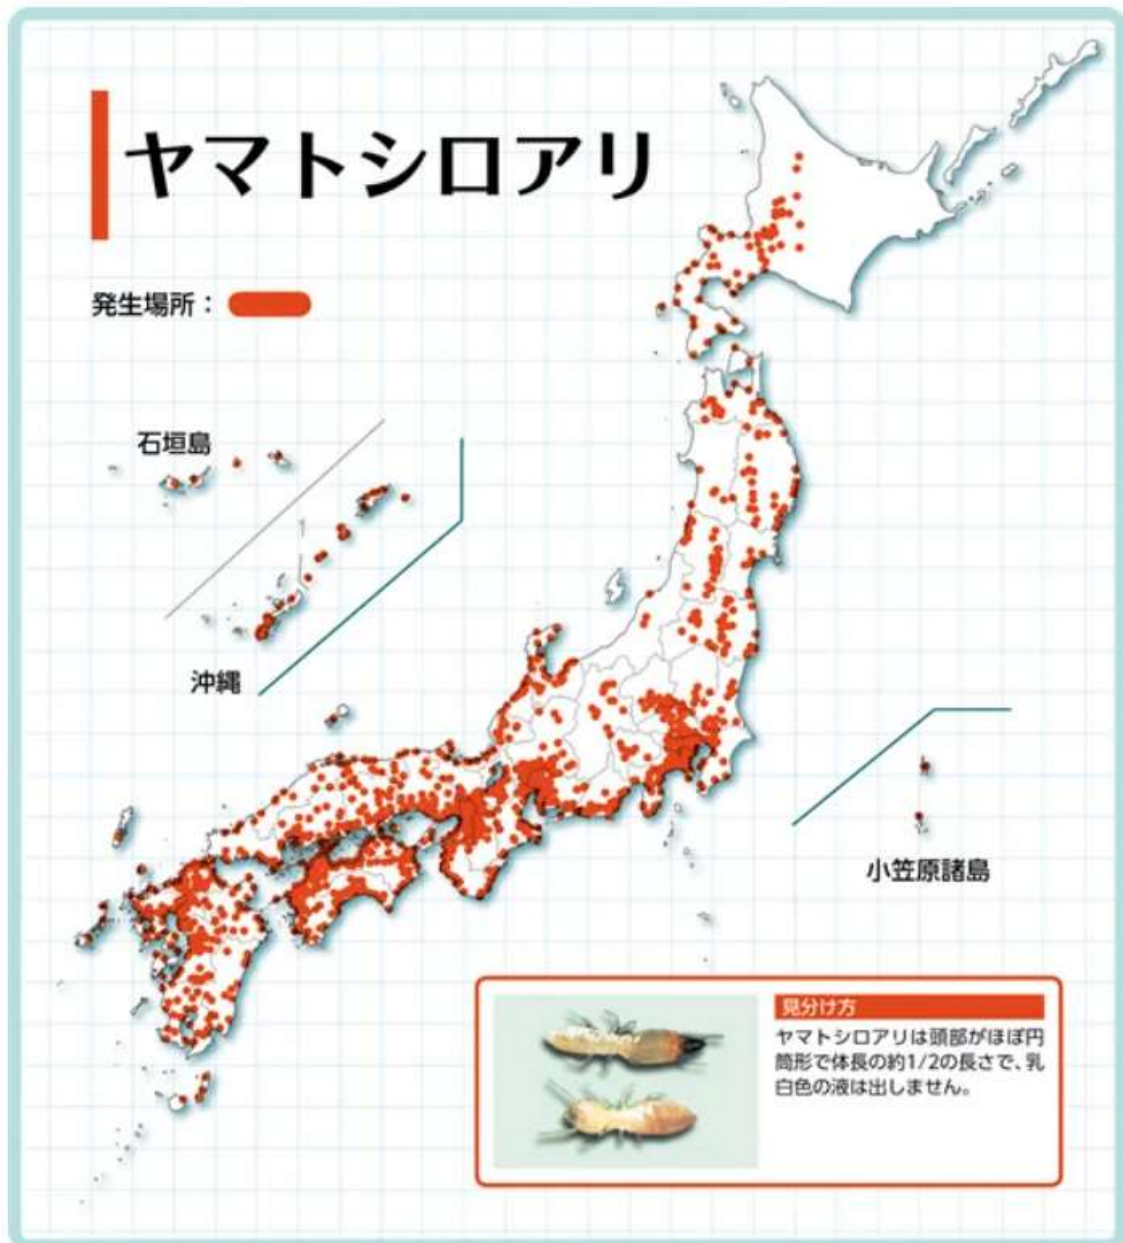 ヤマトシロアリ
発生場所：
石垣島
沖縄
小笠原諸島
見分け方
ヤマトシロアリは頭部がほぼ円
筒形で体長の約1/2の長さで、乳
白色の液は出しません。